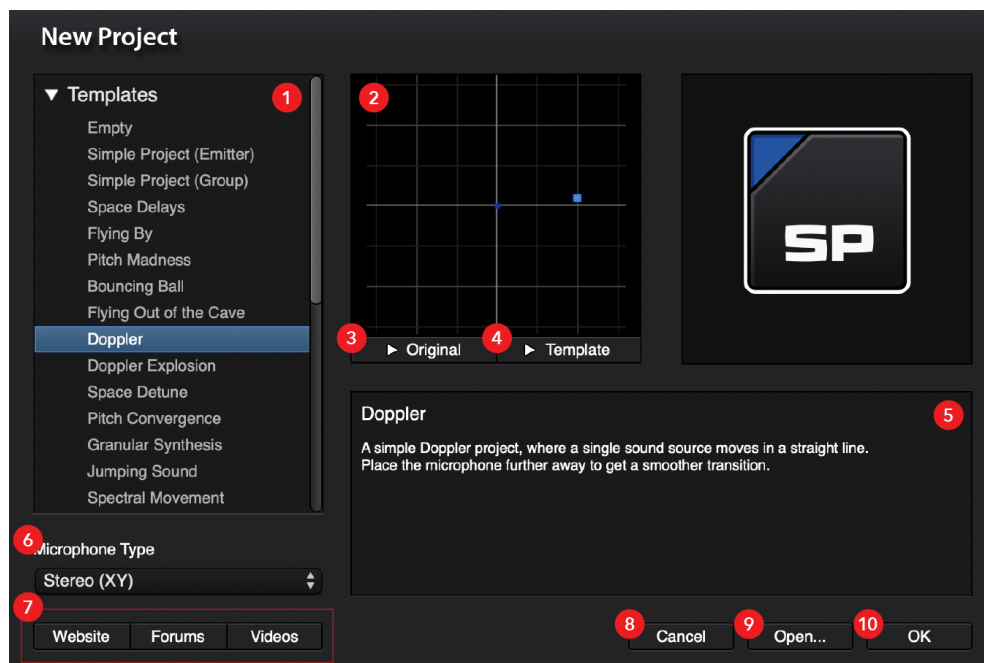 New Project
▼ Templates
1
Empty
Simple Project (Emitter)
Simple Project (Group)
Space Delays
Flying By
Pitch Madness
Bouncing Ball
Flying Out of the Cave
Doppler
Doppler Explosion
Space Detune
Pitch Convergence
Granular Synthesis
Jumping Sound
Spectral Movement
2
3
▶ Original
4
▶ Template
SP
Doppler
5
A simple Doppler project, where a single sound source moves in a straight line.
Place the microphone further away to get a smoother transition.
6
Microphone Type
Stereo (XY)
7
Website
Forums
Videos
8
Cancel
9
Open...
10
OK